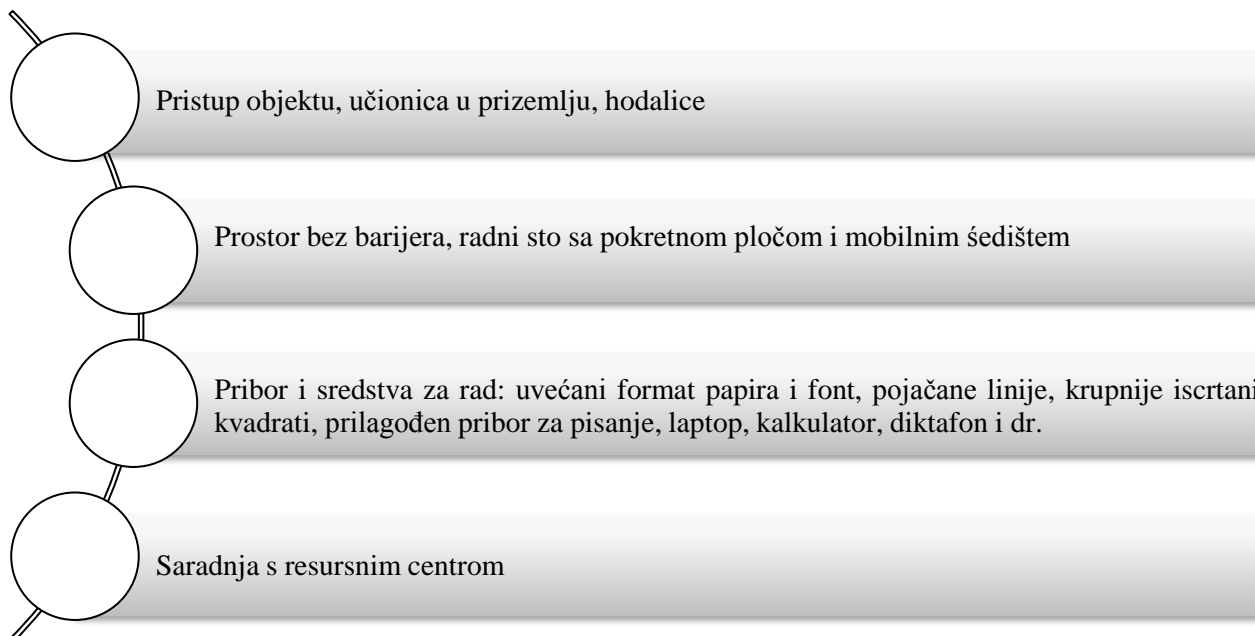 Pristup objektu, učionica u prizemlju, hodalice
Prostor bez barijera, radni sto sa pokretnom pločom i mobilnim śedištem
Pribor i sredstva za rad: uvećani format papira i font, pojačane linije, krupnije iscrtani
kvadrati, prilagođen pribor za pisanje, laptop, kalkulator, diktafon i dr.
Saradnja s resursnim centrom